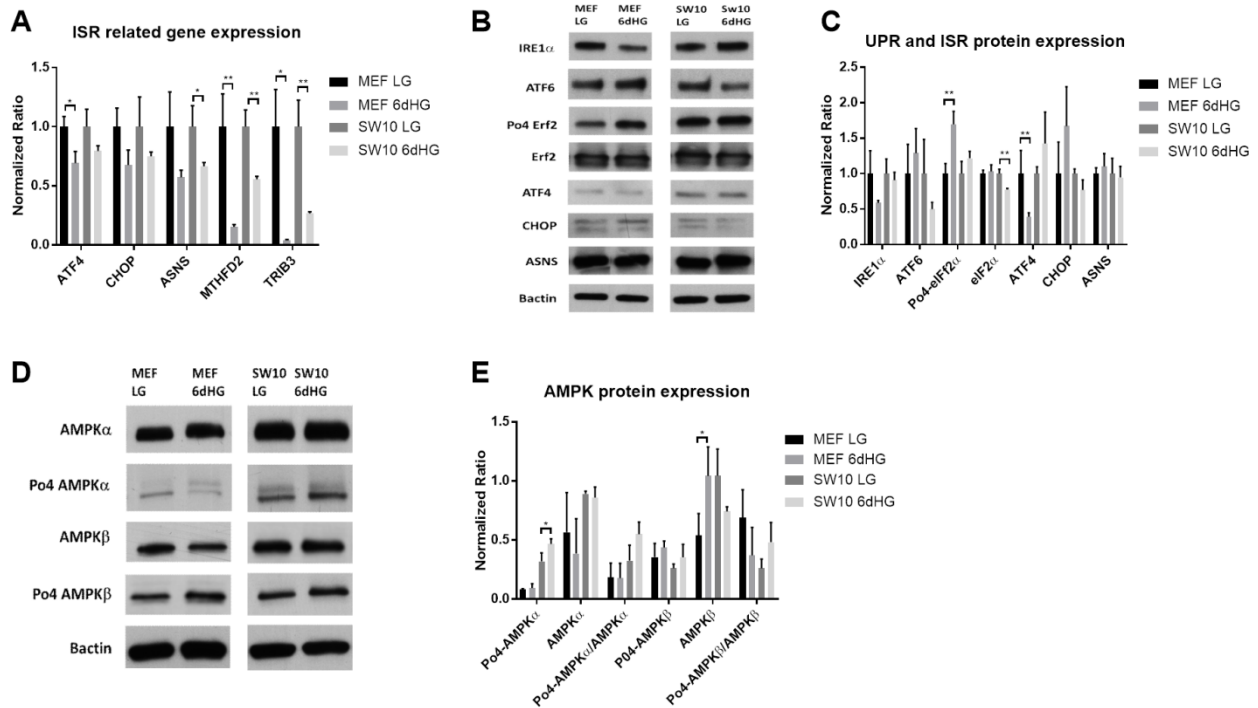 A
ISR related gene expression
Normalized Ratio
1.5
1.0
0.5
0.0
*
*
**
**
*
**
ATF4
CHOP
ASNS
MTHFD2
TRIB3
MEF LG
MEF 6dHG
SW10 LG
SW10 6dHG
B
MEF LG
MEF 6dHG
SW10 LG
Sw10 6dHG
IRE1α
ATF6
Po4 Erf2
Erf2
ATF4
CHOP
ASNS
Bactin
C
UPR and ISR protein expression
Normalized Ratio
2.5
2.0
1.5
1.0
0.5
0.0
**
**
**
IRE1α
ATF6
Po4-eIFf2α
eIF2α
ATF4
CHOP
ASNS
MEF LG
MEF 6dHG
SW10 LG
SW10 6dHG
D
MEF LG
MEF 6dHG
SW10 LG
SW10 6dHG
AMPKα
Po4 AMPKα
AMPKβ
Po4 AMPKβ
Bactin
E
AMPK protein expression
Normalized Ratio
1.5
1.0
0.5
0.0
*
*
Po4-AMPKα
AMPKα
Po4-AMPKα/AMPKα
P04-AMPKβ
AMPKβ
Po4-AMPKβ/AMPKβ
MEF LG
MEF 6dHG
SW10 LG
SW10 6dHG